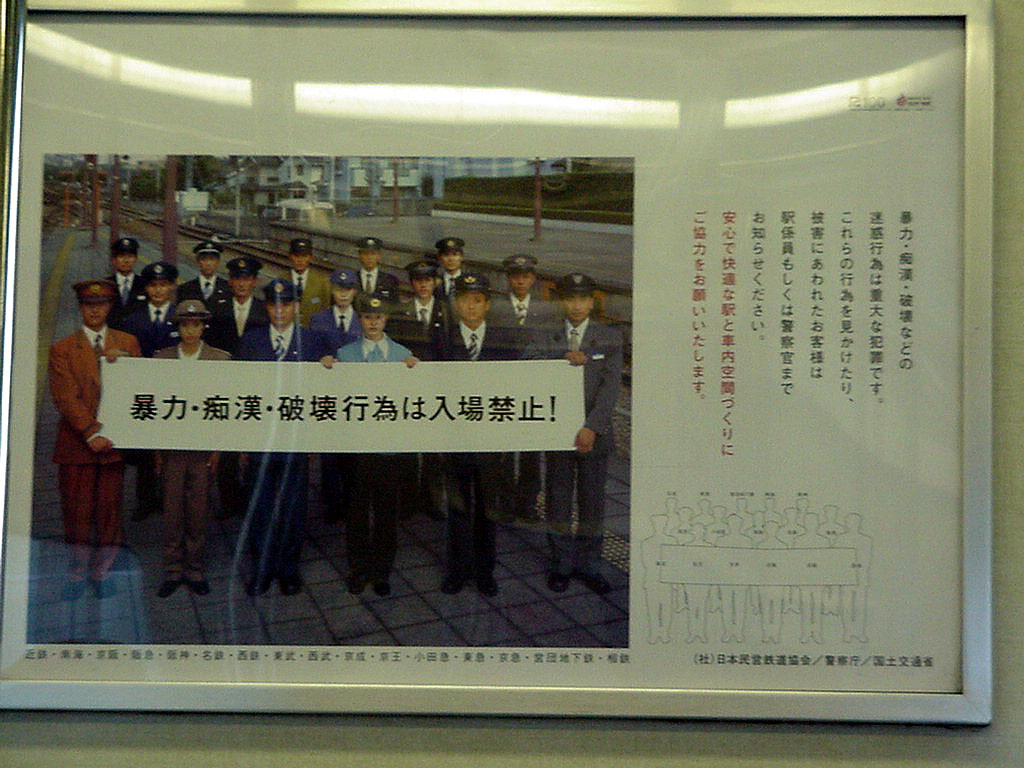 暴力・痴漢・破壊行為は入場禁止!
暴力・痴漢・破壊などの
迷惑行為は重大な犯罪です。
これらの行為を見かけたり、
被害にあわれたお客様は
駅係員もしくは警察官まで
お知らせください。
安心で快適な駅と車内空間づくりに
ご協力をお願いいたします。
近鉄・南海・京阪・阪急・阪神・名鉄・西鉄・東武・西武・京成・京王・小田急・東急・京急・営団地下鉄・相鉄
(社)日本民営鉄道協会/警察庁/国土交通省